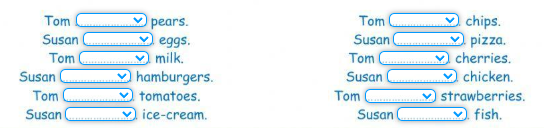 Tom pears.
Susan eggs.
Tom milk.
Susan hamburgers.
Tom tomatoes.
Susan ice-cream.
Tom chips.
Susan pizza.
Tom cherries.
Susan chicken.
Tom strawberries.
Susan fish.